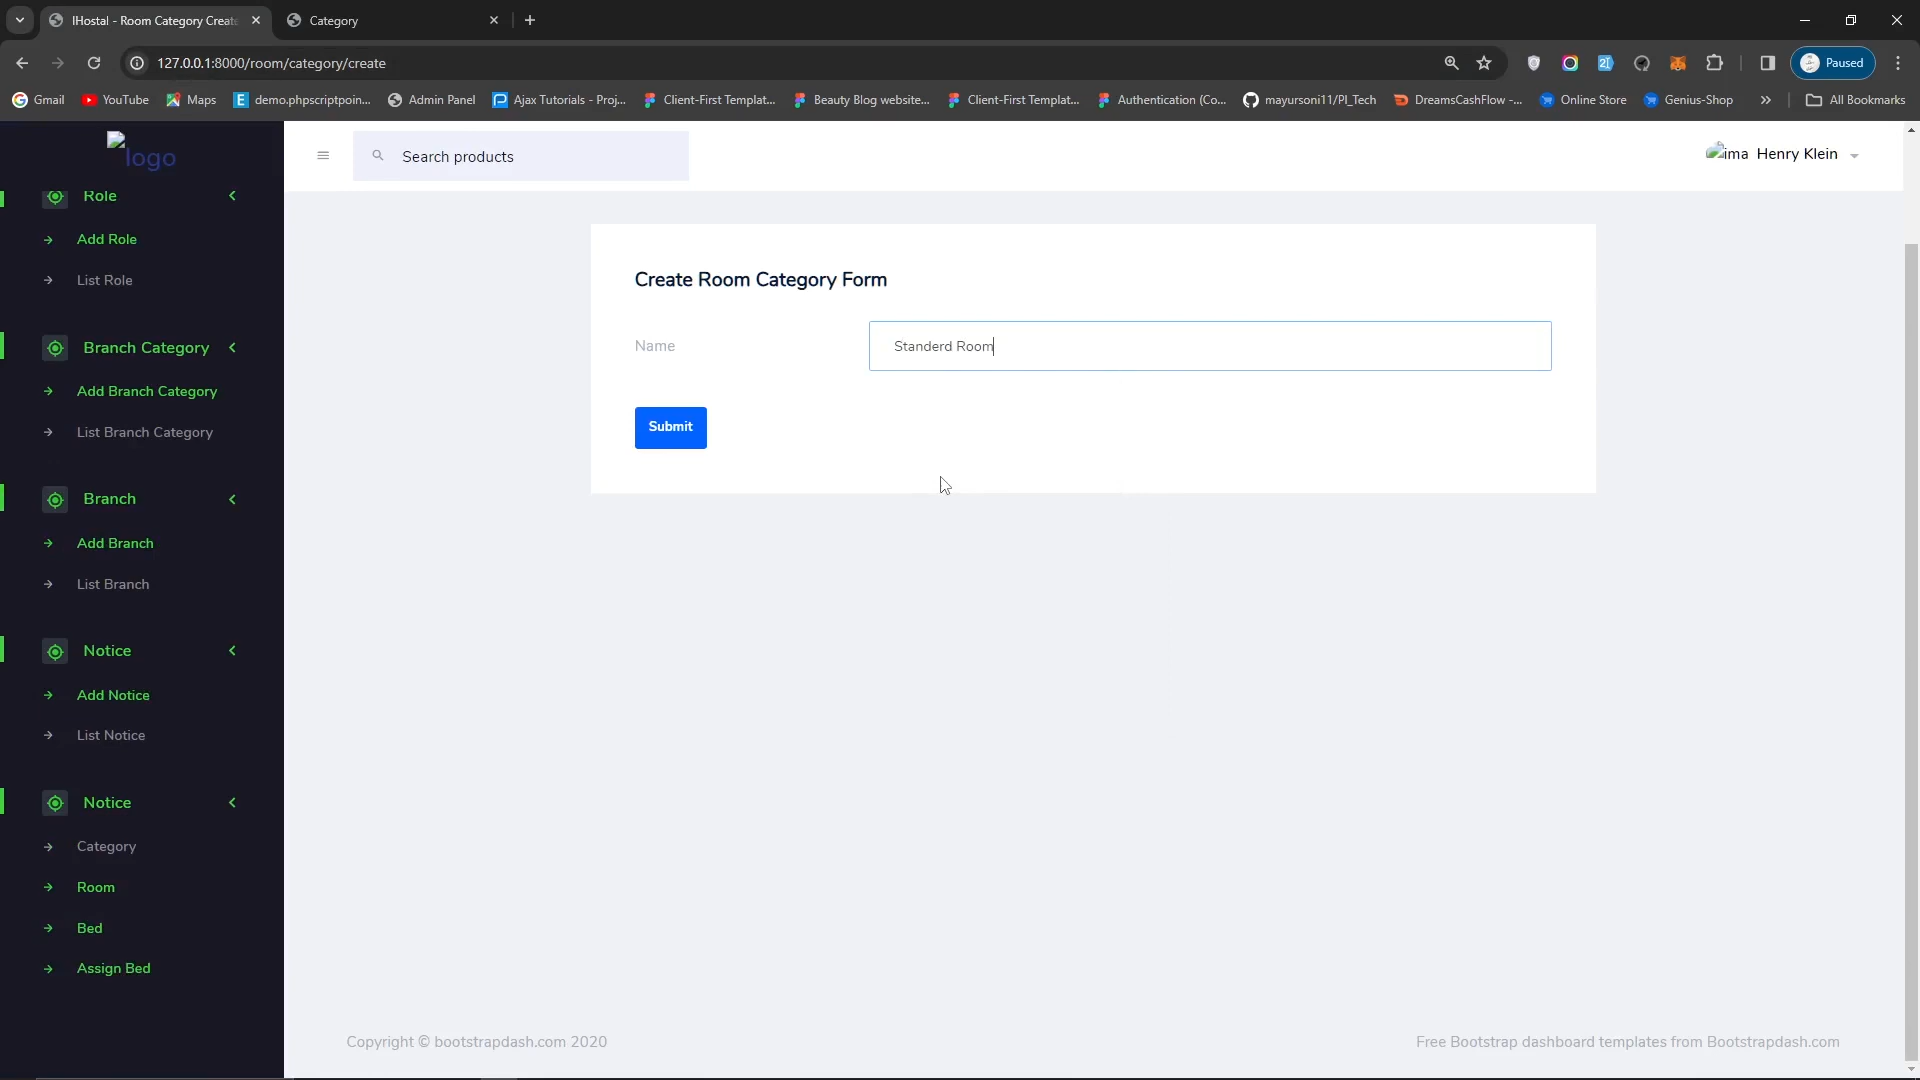 IHostal - Room Category Create
Category
127.0.0.1:8000/room/category/create
Paused
Gmail
YouTube
Maps
demo.phpscriptpoin...
Admin Panel
Ajax Tutorials - Proj...
Client-First Templat...
Beauty Blog website...
Client-First Templat...
Authentication (Co...
mayursoni11/PI_Tech
DreamsCashFlow -...
Online Store
Genius-Shop
All Bookmarks
logo
Search products
ima Henry Klein
Role
Add Role
List Role
Branch Category
Add Branch Category
List Branch Category
Branch
Add Branch
List Branch
Notice
Add Notice
List Notice
Notice
Category
Room
Bed
Assign Bed
Create Room Category Form
Name
Standerd Room
Submit
Copyright © bootstrapdash.com 2020
Free Bootstrap dashboard templates from Bootstrapdash.com